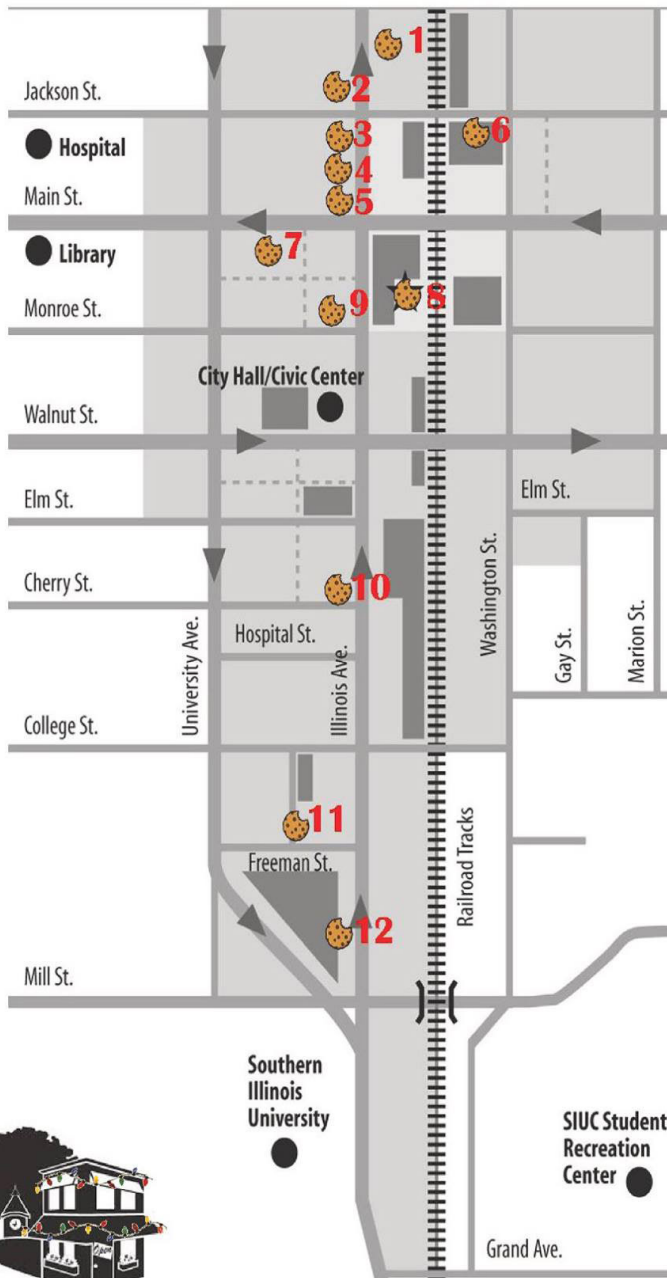 1
2
Jackson St.
3
6
Hospital
4
Main St.
5
7
Library
8
9
Monroe St.
City Hall/Civic Center
Walnut St.
Elm St.
Elm St.
Cherry St.
10
Hospital St.
University Ave.
Illinois Ave.
Washington St.
Gay St.
Marion St.
College St.
11
Freeman St.
Railroad Tracks
12
Mill St.
Southern
Illinois
University
SIUC Student
Recreation
Center
Open
Grand Ave.